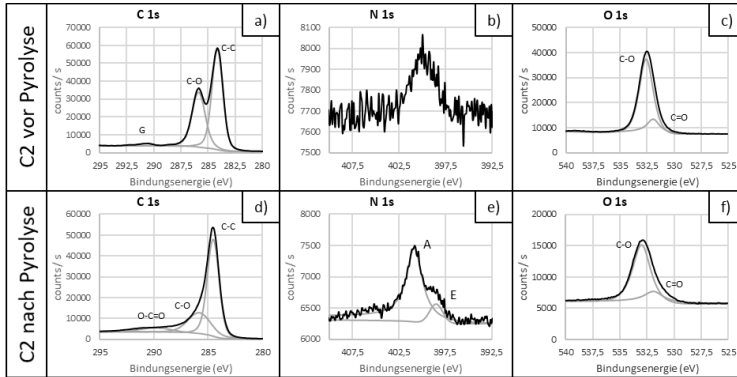 C2 vor Pyrolyse
C 1s
a)
70000
60000
50000
40000
30000
20000
10000
0
counts/ s
C-C
C-O
G
295 292,5 290 287,5 285 282,5 280
Bindungsenergie (eV)
N 1s
b)
8100
8000
7900
7800
7700
7600
7500
counts / s
407,5 402,5 397,5 392,5
Bindungsenergie (eV)
O 1s
c)
50000
40000
30000
20000
10000
0
counts / s
C-O
C=O
540 537,5 535 532,5 530 527,5 525
Bindungsenergie (eV)
C2 nach Pyrolyse
C 1s
d)
60000
50000
40000
30000
20000
10000
0
counts / s
C-C
C-O
O-C=O
295 290 285 280
Bindungsenergie (eV)
N 1s
e)
8000
7500
7000
6500
6000
counts / s
A
E
407,5 402,5 397,5 392,5
Bindungsenergie (eV)
O 1s
f)
20000
15000
10000
5000
0
counts / s
C-O
C=O
540 537,5 535 532,5 530 527,5 525
Bindungsenergie (eV)